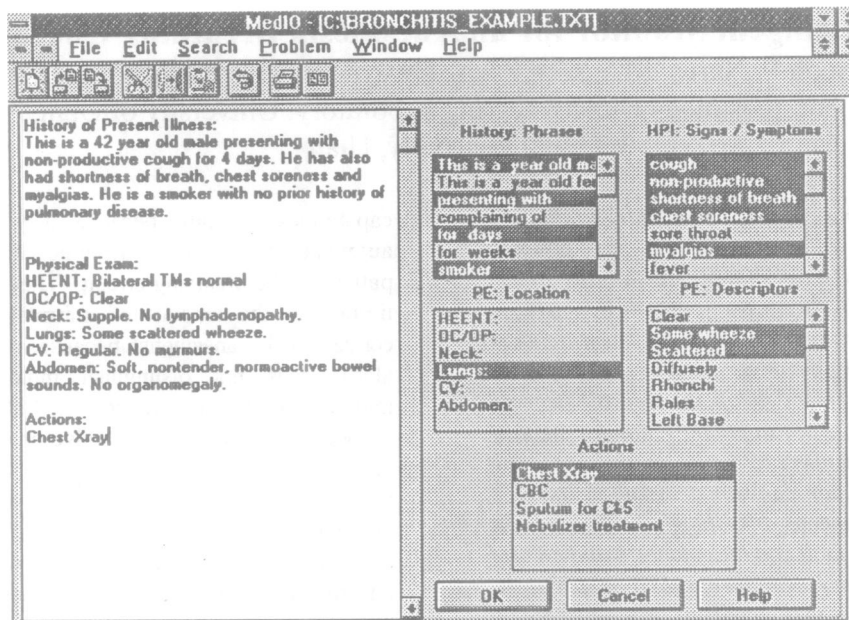 MedIO - [C:\BRONCHITIS_EXAMPLE.TXT]
File Edit Search Problem Window Help
History of Present Illness:
This is a 42 year old male presenting with
non-productive cough for 4 days. He has also
had shortness of breath, chest soreness and
myalgias. He is a smoker with no prior history of
pulmonary disease.
Physical Exam:
HEENT: Bilateral TMs normal
OC/OP: Clear
Neck: Supple. No lymphadenopathy.
Lungs: Some scattered wheeze.
CV: Regular. No murmurs.
Abdomen: Soft, nontender, normoactive bowel
sounds. No organomegaly.
Actions:
Chest Xray
History: Phrases
This is a year old ma
This is a year old fe
presenting with
complaining of
for days
for weeks
smoker
HPI: Signs / Symptoms
cough
non-productive
shortness of breath
chest soreness
sore throat
myalgias
fever
PE: Location
HEENT:
OC/OP:
Neck:
Lungs:
CV:
Abdomen:
PE: Descriptors
Clear
Some wheeze
Scattered
Diffusely
Rhonchi
Rales
Left Base
Actions
Chest Xray
CBC
Sputum for C&S
Nebulizer treatment
OK Cancel Help